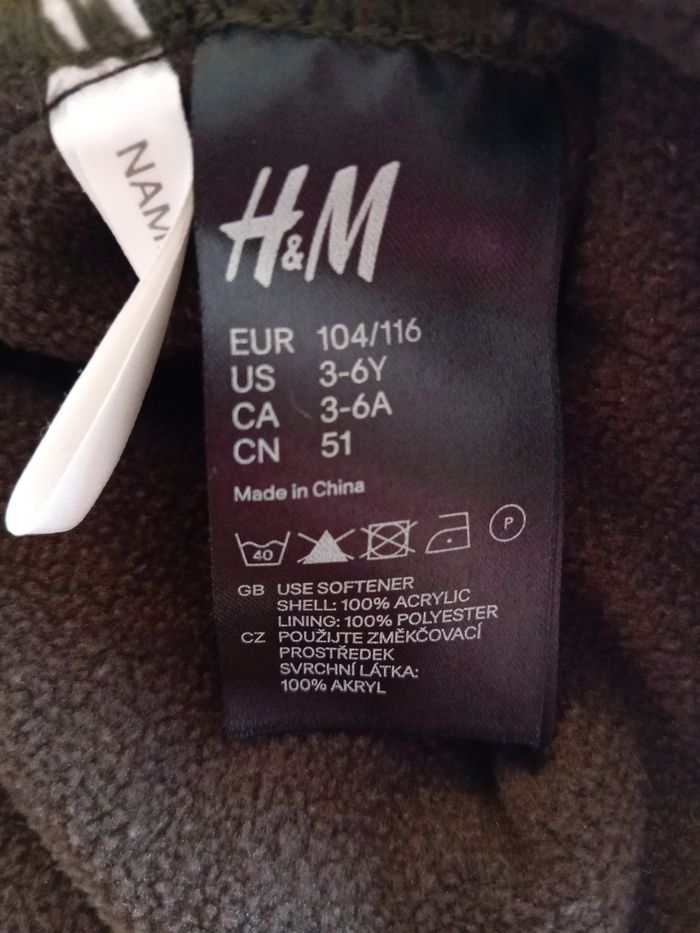 NAM
H&M
EUR 104/116
US 3-6Y
CA 3-6A
CN 51
Made in China
40
P
GB USE SOFTENER
SHELL: 100% ACRYLIC
LINING: 100% POLYESTER
CZ POUŽIJTE ZMĚKČOVACÍ
PROSTŘEDEK
SVRCHNÍ LÁTKA:
100% AKRYL